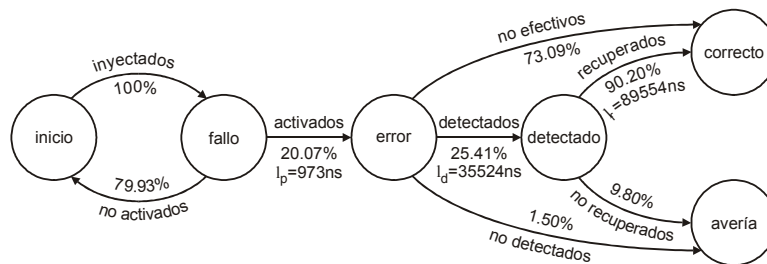 inyectados
100%
inicio
fallo
79.93%
no activados
activados
20.07%
lp=973ns
error
no efectivos
73.09%
detectados
25.41%
ld=35524ns
detectado
recuperados
90.20%
lr=89554ns
correcto
9.80%
no recuperados
1.50%
no detectados
avería